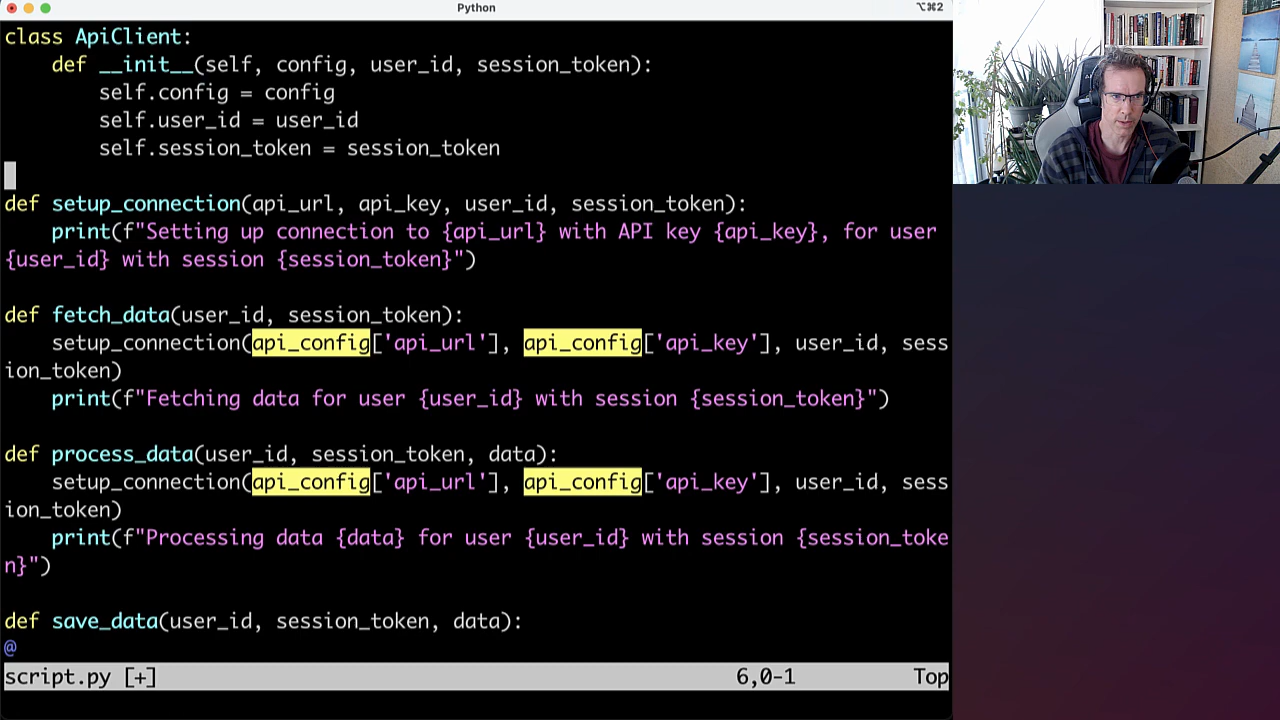 Python
⌥⌘2
class ApiClient:
    def __init__(self, config, user_id, session_token):
        self.config = config
        self.user_id = user_id
        self.session_token = session_token
def setup_connection(api_url, api_key, user_id, session_token):
    print(f"Setting up connection to {api_url} with API key {api_key}, for user
{user_id} with session {session_token}")
def fetch_data(user_id, session_token):
    setup_connection(api_config['api_url'], api_config['api_key'], user_id, sess
ion_token)
    print(f"Fetching data for user {user_id} with session {session_token}")
def process_data(user_id, session_token, data):
    setup_connection(api_config['api_url'], api_config['api_key'], user_id, sess
ion_token)
    print(f"Processing data {data} for user {user_id} with session {session_toke
n}")
def save_data(user_id, session_token, data):
@
script.py [+] 6,0-1 Top